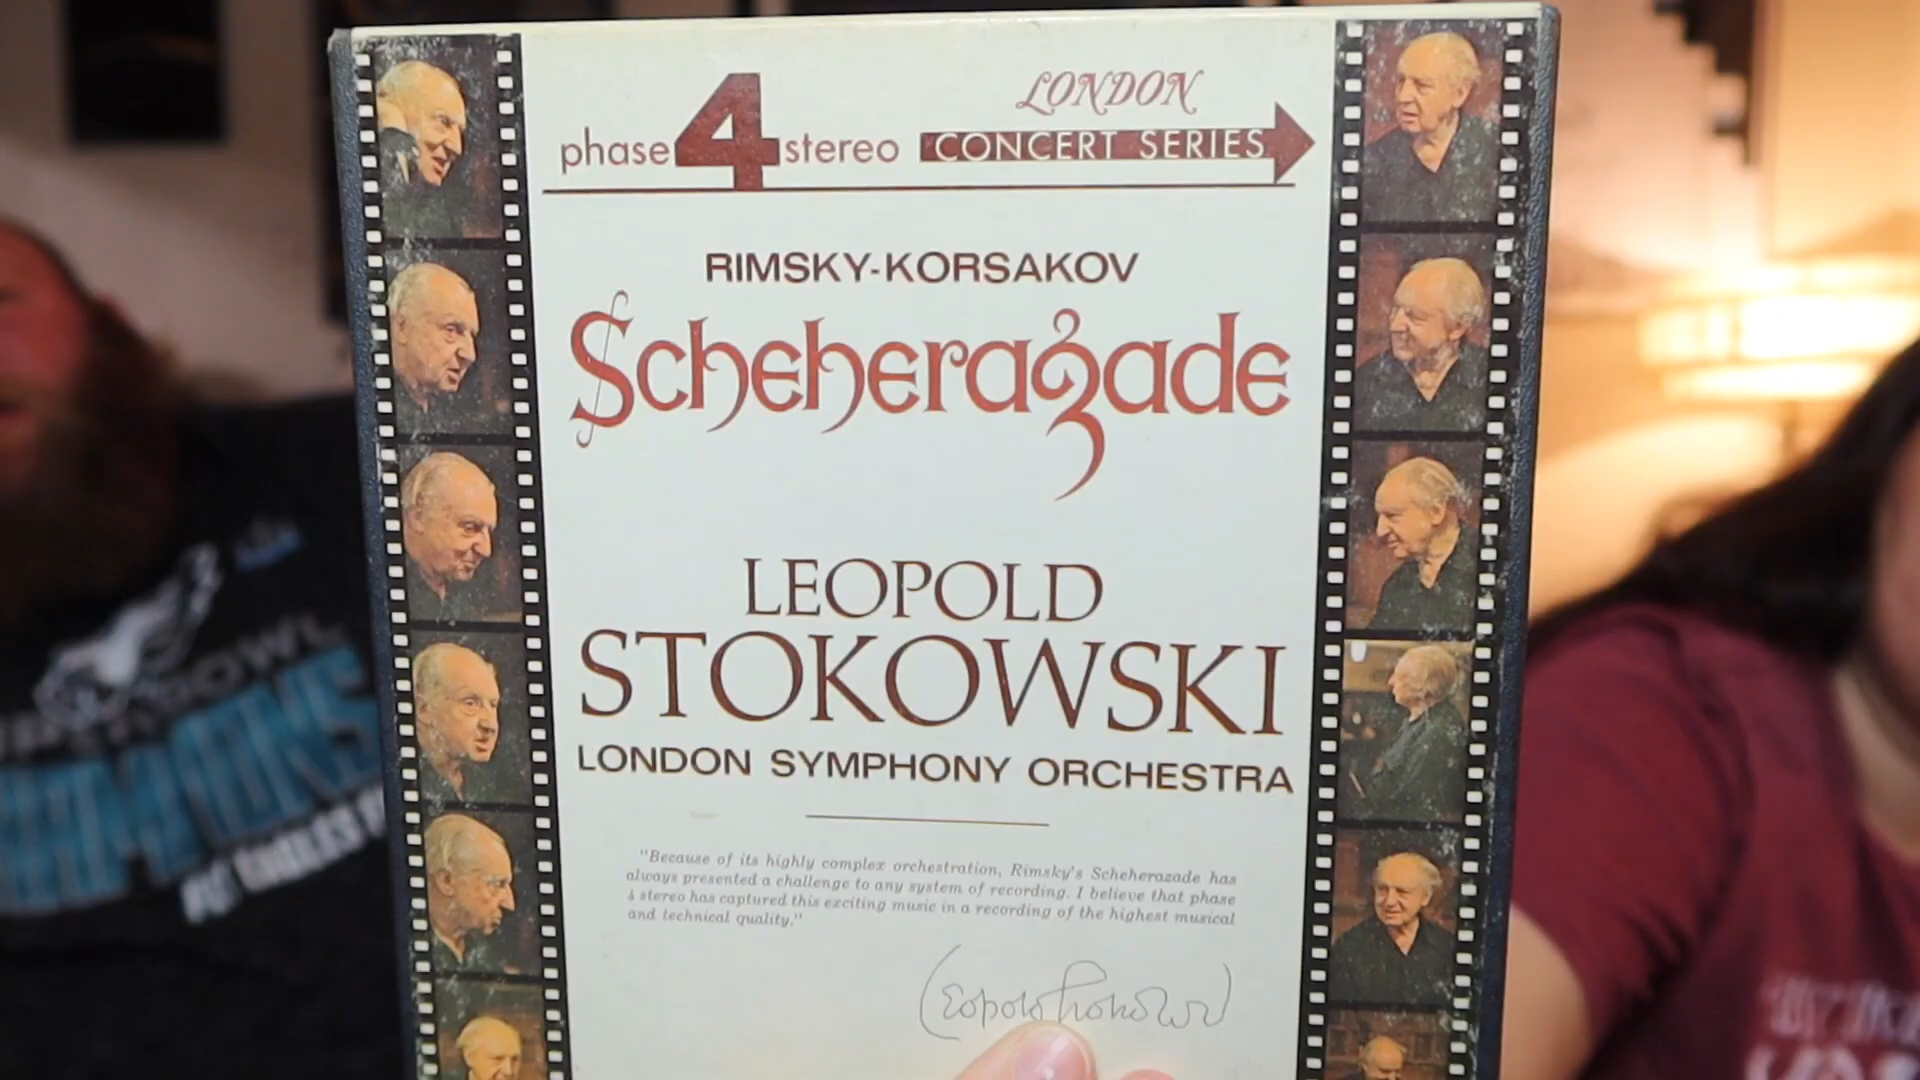 LONDON
phase 4 stereo CONCERT SERIES
RIMSKY-KORSAKOV
Scheherazade
LEOPOLD
STOKOWSKI
LONDON SYMPHONY ORCHESTRA
"Because of its highly complex orchestration, Rimsky's Scheherazade has
always presented a challenge to any system of recording. I believe that phase
4 stereo has captured this exciting music in a recording of the highest musical
and technical quality."
Leopold Stokowski